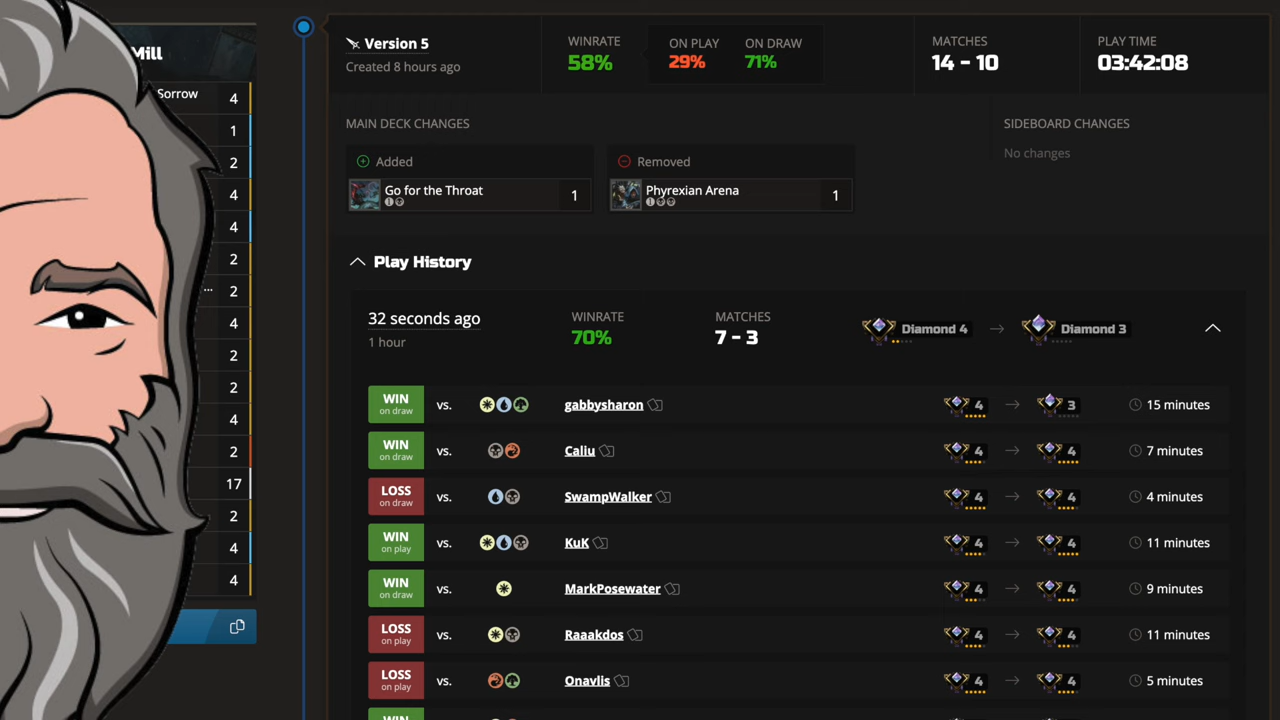 Mill
Sorrow 4
1
2
4
4
2
... 2
4
2
2
4
2
17
2
4
4
Version 5
Created 8 hours ago
WINRATE
58%
ON PLAY
29%
ON DRAW
71%
MATCHES
14 - 10
PLAY TIME
03:42:08
MAIN DECK CHANGES
Added
Go for the Throat 1
Removed
Phyrexian Arena 1
SIDEBOARD CHANGES
No changes
Play History
32 seconds ago
1 hour
WINRATE
70%
MATCHES
7 - 3
Diamond 4 → Diamond 3
WIN
on draw
vs. gabbysharon 4 → 3 15 minutes
WIN
on draw
vs. Caliu 4 → 4 7 minutes
LOSS
on draw
vs. SwampWalker 4 → 4 4 minutes
WIN
on play
vs. KuK 4 → 4 11 minutes
WIN
on draw
vs. MarkPosewater 4 → 4 9 minutes
LOSS
on play
vs. Raaakdos 4 → 4 11 minutes
LOSS
on play
vs. Onavlis 4 → 4 5 minutes
WIN